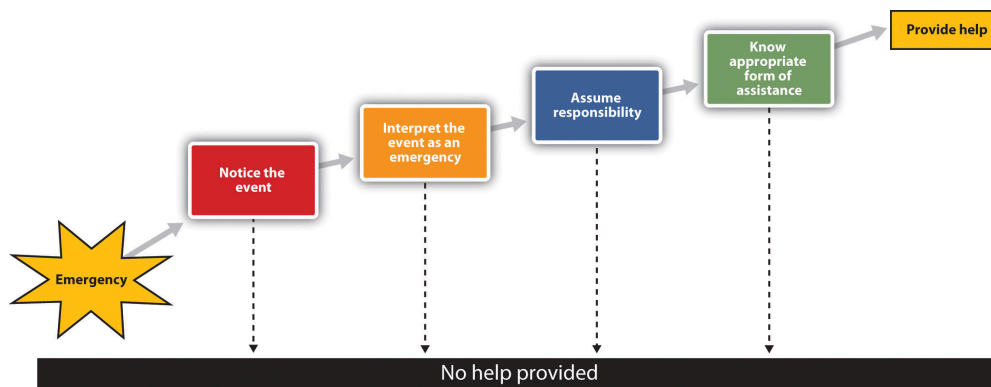 Emergency
Notice the
event
Interpret the
event as an
emergency
Assume
responsibility
Know
appropriate
form of
assistance
Provide help
No help provided